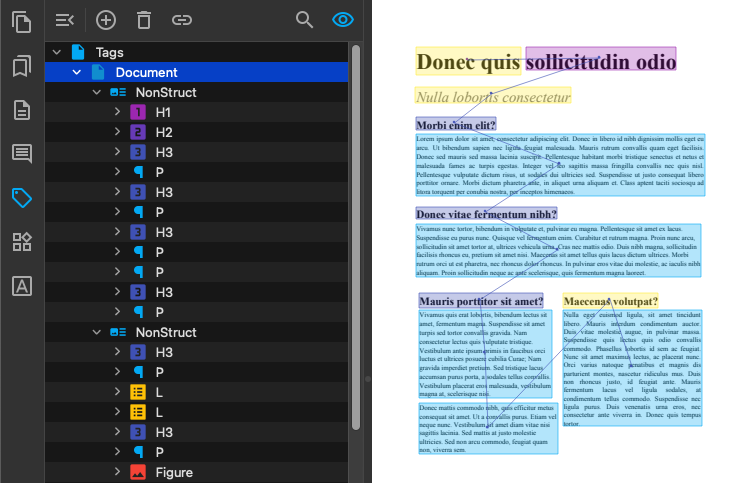 Tags
Document
NonStruct
H1
H2
H3
P
H3
P
H3
P
P
H3
P
NonStruct
H3
P
L
L
H3
P
Figure
Donec quis sollicitudin odio
Nulla lobortis consectetur
Morbi enim elit?
Lorem ipsum dolor sit amet, consectetur adipiscing elit. Donec in libero id nibh dignissim mollis eget eu
arcu. Ut bibendum sapien nec ligula feugiat malesuada. Mauris rutrum convallis quam eget facilisis.
Donec sed mauris sed massa lacinia suscipit. Pellentesque habitant morbi tristique senectus et netus et
malesuada fames ac turpis egestas. Integer vel leo sagittis massa fringilla convallis nec quis nisl.
Pellentesque vulputate dictum risus, ut sodales dui ultricies sed. Suspendisse ut justo consequat libero
porttitor ornare. Morbi dictum pharetra ante, in aliquet urna aliquam et. Class aptent taciti sociosqu ad
litora torquent per conubia nostra, per inceptos himenaeos.
Donec vitae fermentum nibh?
Vivamus nunc tortor, bibendum in vulputate et, pulvinar eu magna. Pellentesque sit amet ex lacus.
Suspendisse eu purus nunc. Quisque vel fermentum enim. Curabitur et rutrum magna. Proin nunc arcu,
sollicitudin sit amet tortor at, ultrices vehicula urna. Cras nec mattis odio. Duis nibh magna, sollicitudin
facilisis rhoncus eu, pretium sit amet nisi. Maecenas sit amet tellus quis lacus dictum ultrices. Morbi
rutrum orci ut est pharetra, nec rhoncus dolor rhoncus. In pulvinar eros vitae dui molestie, ac iaculis nibh
aliquam. Proin sollicitudin neque ac ante scelerisque, quis fermentum magna laoreet.
Mauris porttitor sit amet?
Vivamus quis erat lobortis, bibendum lectus sit
amet, fermentum magna. Suspendisse sit amet
turpis sed tortor convallis gravida. Nam
consectetur lectus quis vulputate tristique.
Vestibulum ante ipsum primis in faucibus orci
luctus et ultrices posuere cubilia Curae; Nam
gravida imperdiet pretium. Sed tristique lacus
accumsan purus porta, a sodales tellus convallis.
Vestibulum placerat eros malesuada, vestibulum
magna at, scelerisque nisi.
Donec mattis commodo nibh, quis efficitur metus
consequat sit amet. Ut a convallis purus. Etiam vel
neque nunc. Vestibulum sit amet diam vitae nisi
sagittis lacinia. Sed mattis at justo molestie
ultricies. Sed non arcu commodo, feugiat quam
non, viverra sem.
Maecenas volutpat?
Nulla eget euismod ligula, sit amet tincidunt
libero. Mauris interdum condimentum auctor.
Duis vitae molestie augue, in pulvinar massa.
Suspendisse quis lectus quis odio convallis
commodo. Phasellus lobortis id sem ac feugiat.
Nunc sit amet maximus lectus, ac placerat nunc.
Orci varius natoque penatibus et magnis dis
parturient montes, nascetur ridiculus mus. Duis
non rhoncus justo, id feugiat ante. Mauris
fermentum lacus vel ligula sodales, at
condimentum tellus commodo. Suspendisse nec
ligula purus. Duis venenatis urna eros, nec
consectetur ante viverra in. Donec quis tempus
tortor.